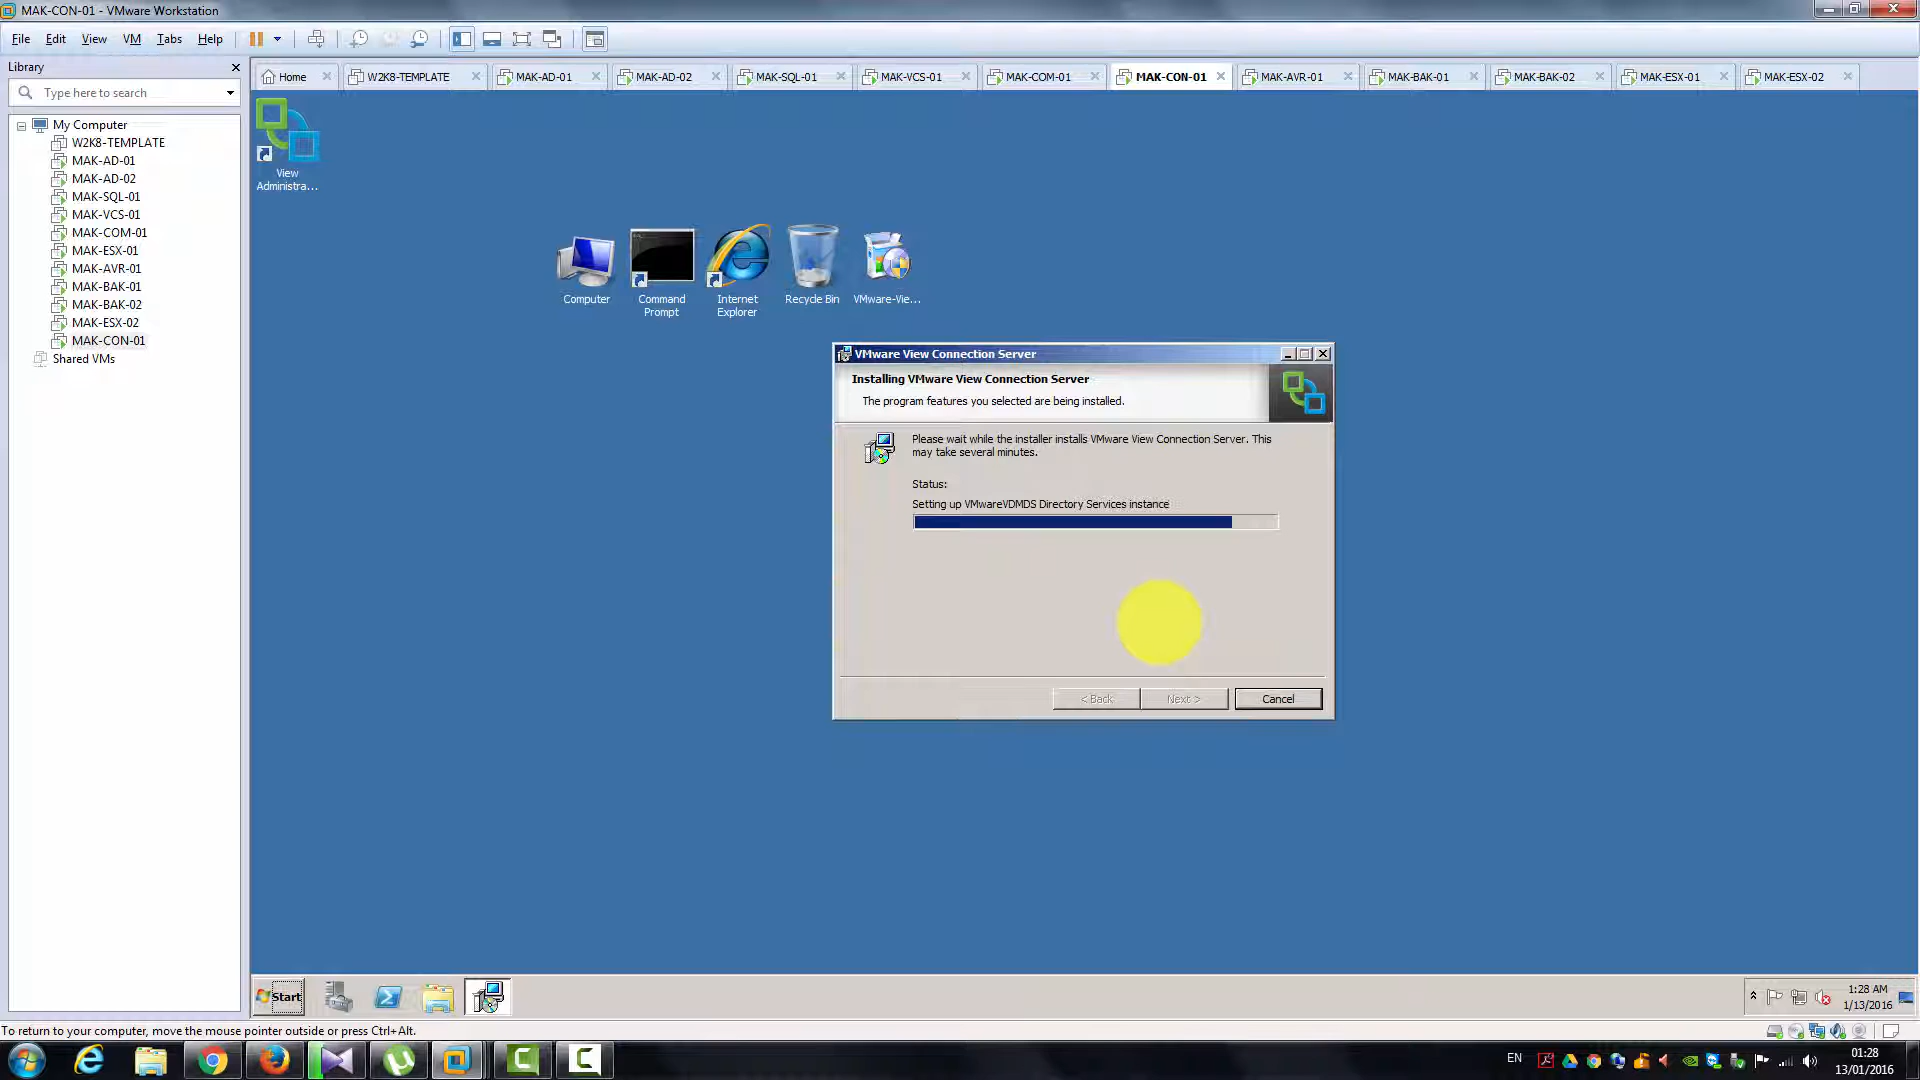 MAK-CON-01 - VMware Workstation
File Edit View VM Tabs Help
Library
Type here to search
My Computer
W2K8-TEMPLATE
MAK-AD-01
MAK-AD-02
MAK-SQL-01
MAK-VCS-01
MAK-COM-01
MAK-ESX-01
MAK-AVR-01
MAK-BAK-01
MAK-BAK-02
MAK-ESX-02
MAK-CON-01
Shared VMs
Home W2K8-TEMPLATE MAK-AD-01 MAK-AD-02 MAK-SQL-01 MAK-VCS-01 MAK-COM-01 MAK-CON-01 MAK-AVR-01 MAK-BAK-01 MAK-BAK-02 MAK-ESX-01 MAK-ESX-02
View
Administra...
Computer
Command
Prompt
Internet
Explorer
Recycle Bin
VMware-Vie...
VMware View Connection Server
Installing VMware View Connection Server
The program features you selected are being installed.
Please wait while the installer installs VMware View Connection Server. This
may take several minutes.
Status:
Setting up VMwareVDMDS Directory Services instance
< Back Next > Cancel
Start
1:28 AM
1/13/2016
To return to your computer, move the mouse pointer outside or press Ctrl+Alt.
EN
01:28
13/01/2016